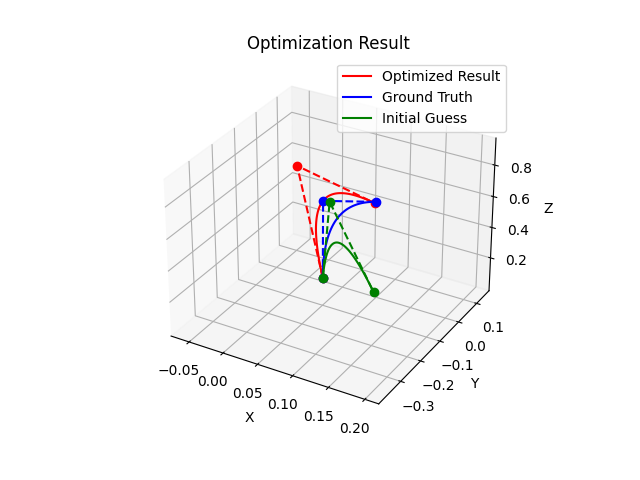 Optimization Result
Optimized Result
Ground Truth
Initial Guess
0.8
0.6
0.4
0.2
Z
0.1
0.0
−0.1
−0.2
−0.3
Y
−0.05
0.00
0.05
0.10
0.15
0.20
X